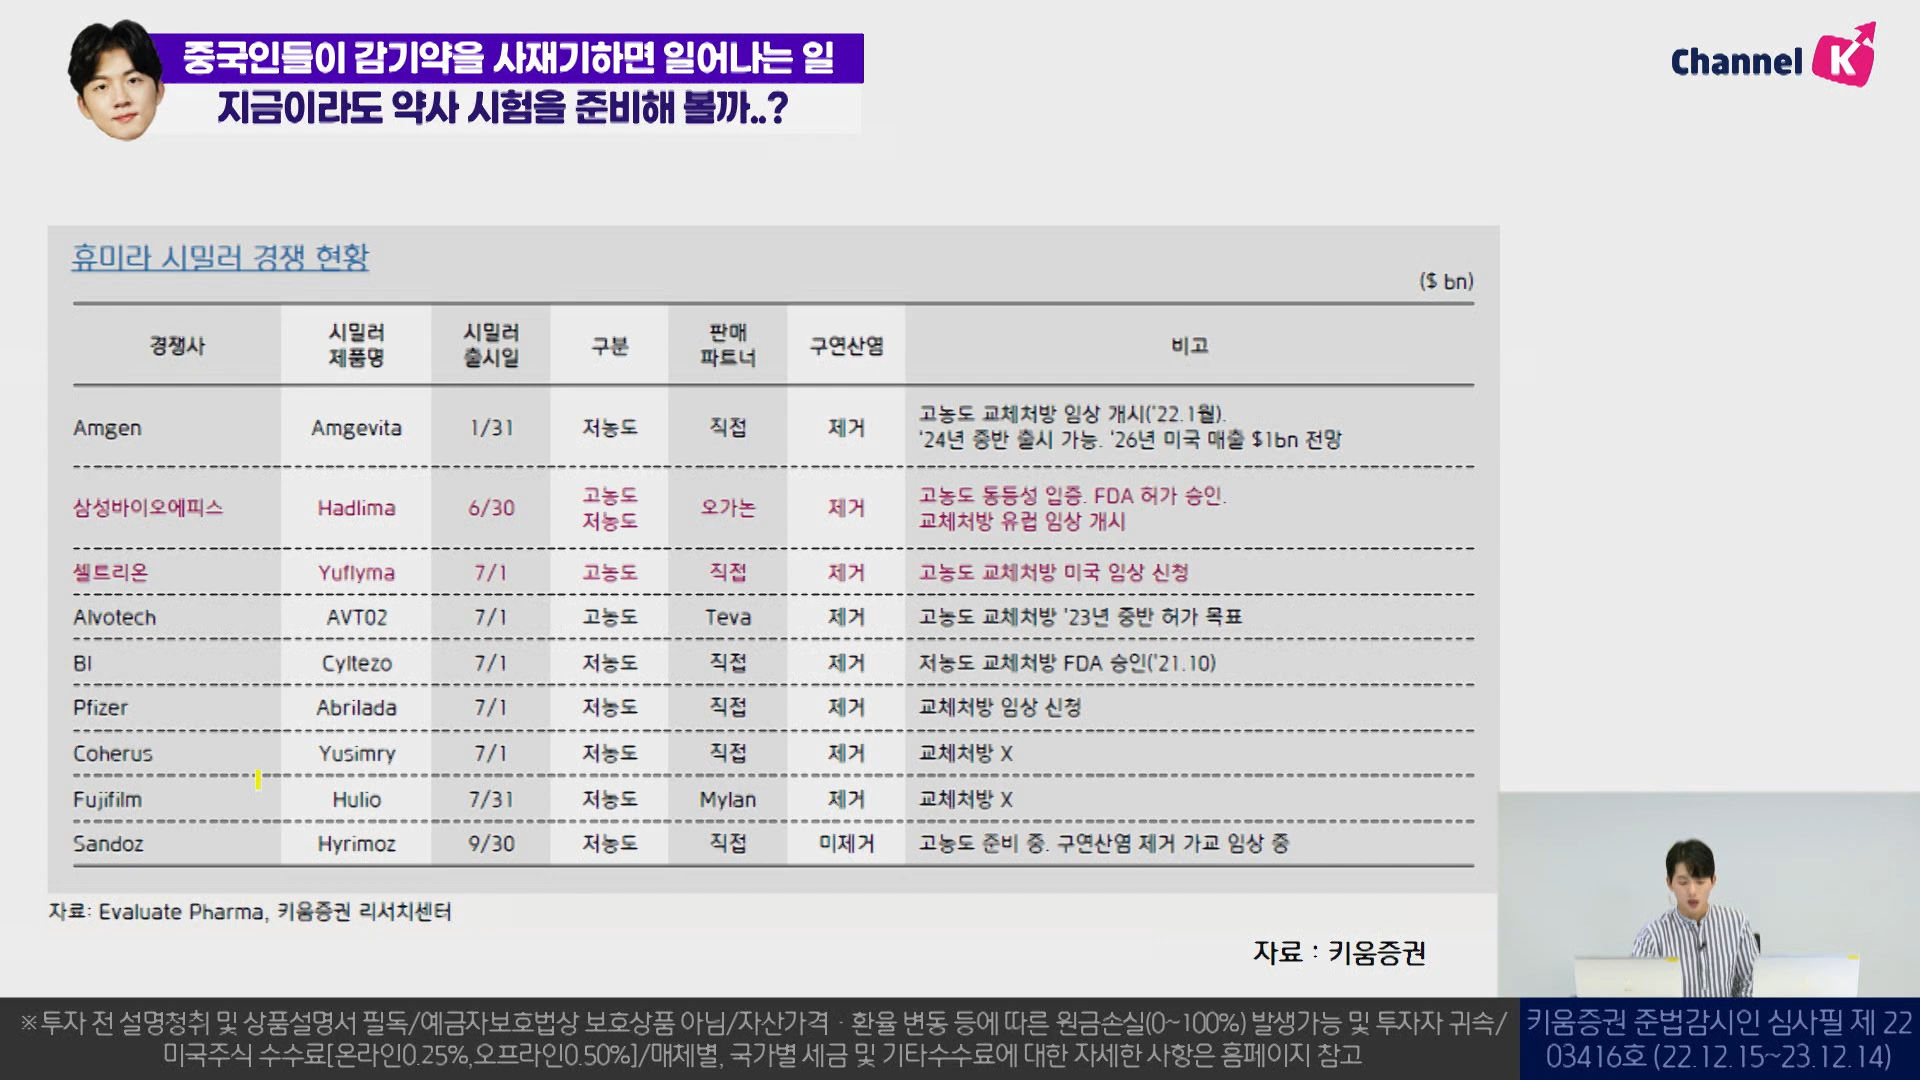 중국인들이 감기약을 사재기하면 일어나는 일
지금이라도 약사 시험을 준비해 볼까..?
Channel K
휴미라 시밀러 경쟁 현황
($ bn)
경쟁사 시밀러 제품명 시밀러 출시일 구분 판매 파트너 구연산염 비고
Amgen Amgevita 1/31 저농도 직접 제거 고농도 교체처방 임상 개시('22.1월). '24년 중반 출시 가능. '26년 미국 매출 $1bn 전망
삼성바이오에피스 Hadlima 6/30 고농도 저농도 오가논 제거 고농도 동등성 입증. FDA 허가 승인. 교체처방 유럽 임상 개시
셀트리온 Yuflyma 7/1 고농도 직접 제거 고농도 교체처방 미국 임상 신청
Alvotech AVT02 7/1 고농도 Teva 제거 고농도 교체처방 '23년 중반 허가 목표
BI Cyltezo 7/1 저농도 직접 제거 저농도 교체처방 FDA 승인('21.10)
Pfizer Abrilada 7/1 저농도 직접 제거 교체처방 임상 신청
Coherus Yusimry 7/1 저농도 직접 제거 교체처방 X
Fujifilm Hulio 7/31 저농도 Mylan 제거 교체처방 X
Sandoz Hyrimoz 9/30 저농도 직접 미제거 고농도 준비 중. 구연산염 제거 가교 임상 중
자료: Evaluate Pharma, 키움증권 리서치센터
자료 : 키움증권
※투자 전 설명청취 및 상품설명서 필독/예금자보호법상 보호상품 아님/자산가격ㆍ환율 변동 등에 따른 원금손실(0~100%) 발생가능 및 투자자 귀속/
미국주식 수수료[온라인0.25%,오프라인0.50%]/매체별, 국가별 세금 및 기타수수료에 대한 자세한 사항은 홈페이지 참고
키움증권 준법감시인 심사필 제 22
03416호 (22.12.15~23.12.14)